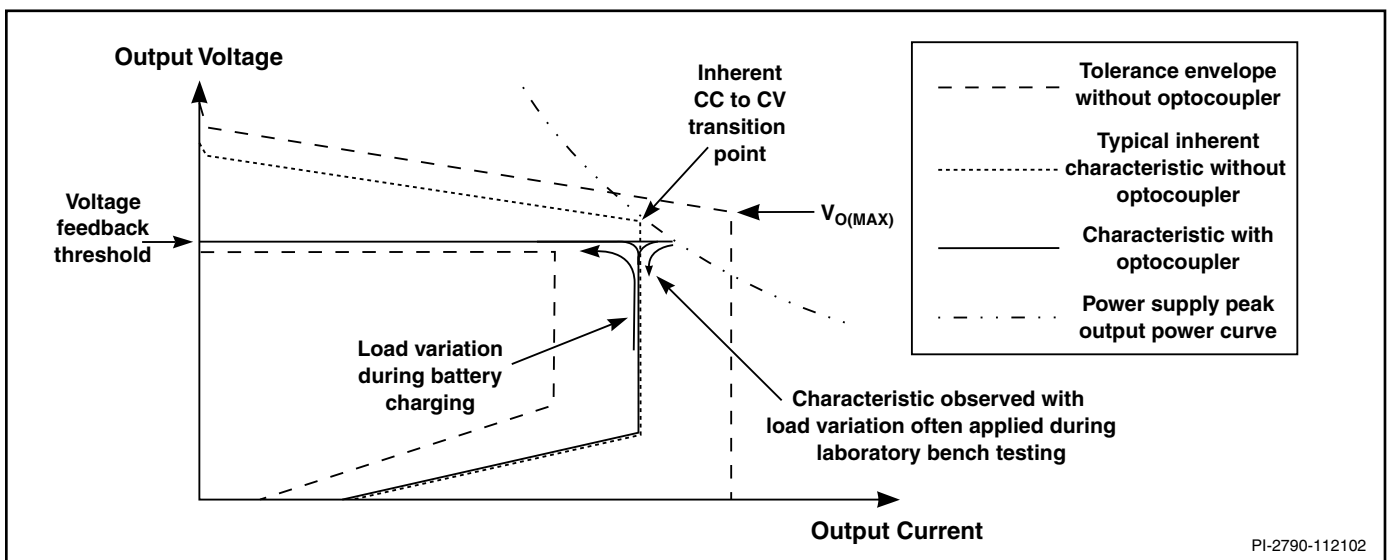 Output Voltage
Inherent
CC to CV
transition
point
Tolerance envelope
without optocoupler
Typical inherent
characteristic without
optocoupler
Characteristic with
optocoupler
Power supply peak
output power curve
Voltage
feedback
threshold
VO(MAX)
Load variation
during battery
charging
Characteristic observed with
load variation often applied during
laboratory bench testing
Output Current
PI-2790-112102